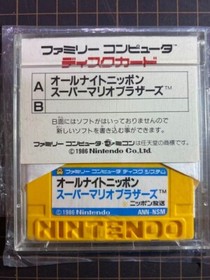 ファミリー コンピュータ™
ディスクカード
A オールナイトニッポン
スーパーマリオブラザーズ™
B
B面にはソフトがはいっておりませんので
新しいソフトを書き込む事ができます。
ファミリーコンピュータ・ファミコンは任天堂の商標です。
©1986 Nintendo Co., Ltd.
ファミリー コンピュータ ディスク システム
オールナイトニッポン
スーパーマリオブラザーズ™
ニッポン放送
©1986 Nintendo ANN-NSM
NINTENDO